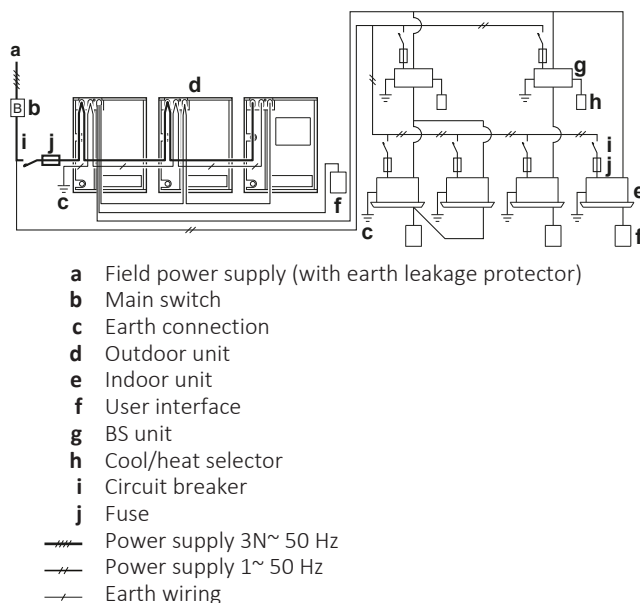 a
B b
i
j
d
c
f
g
h
i
j
e
c
f
a Field power supply (with earth leakage protector)
b Main switch
c Earth connection
d Outdoor unit
e Indoor unit
f User interface
g BS unit
h Cool/heat selector
i Circuit breaker
j Fuse
Power supply 3N~ 50 Hz
Power supply 1~ 50 Hz
Earth wiring